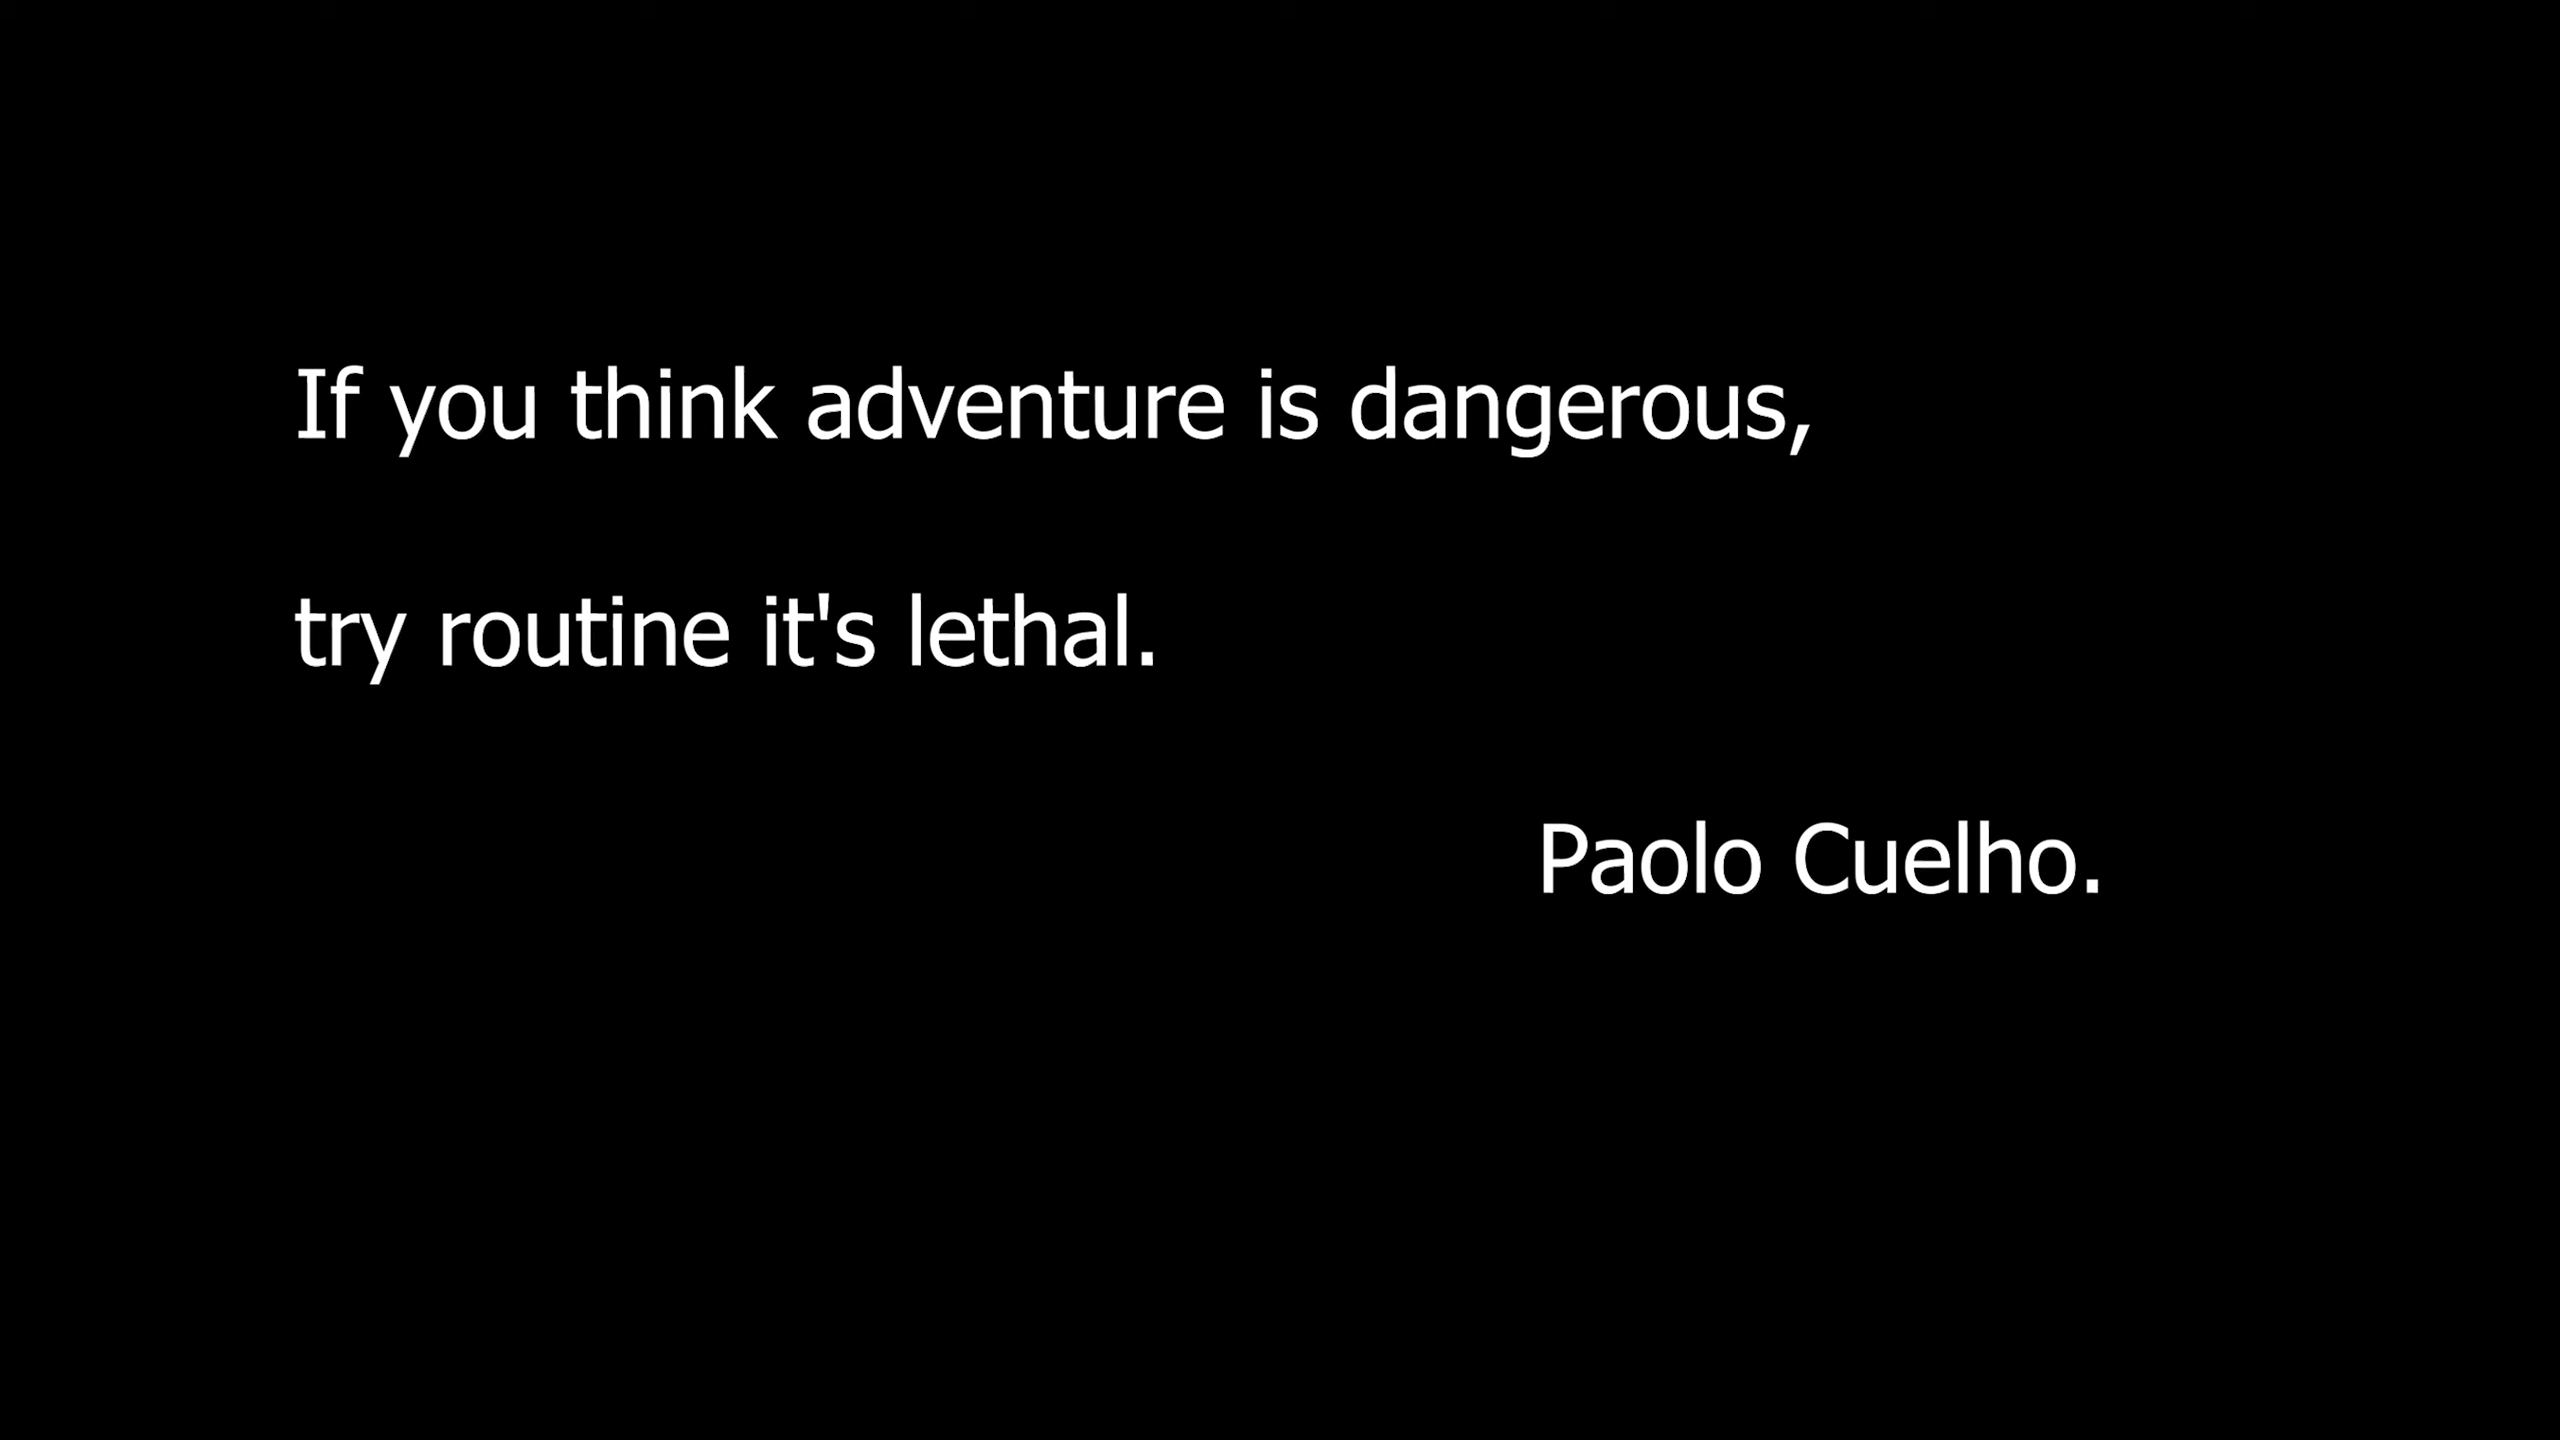 If you think adventure is dangerous,
try routine it's lethal.
Paolo Cuelho.